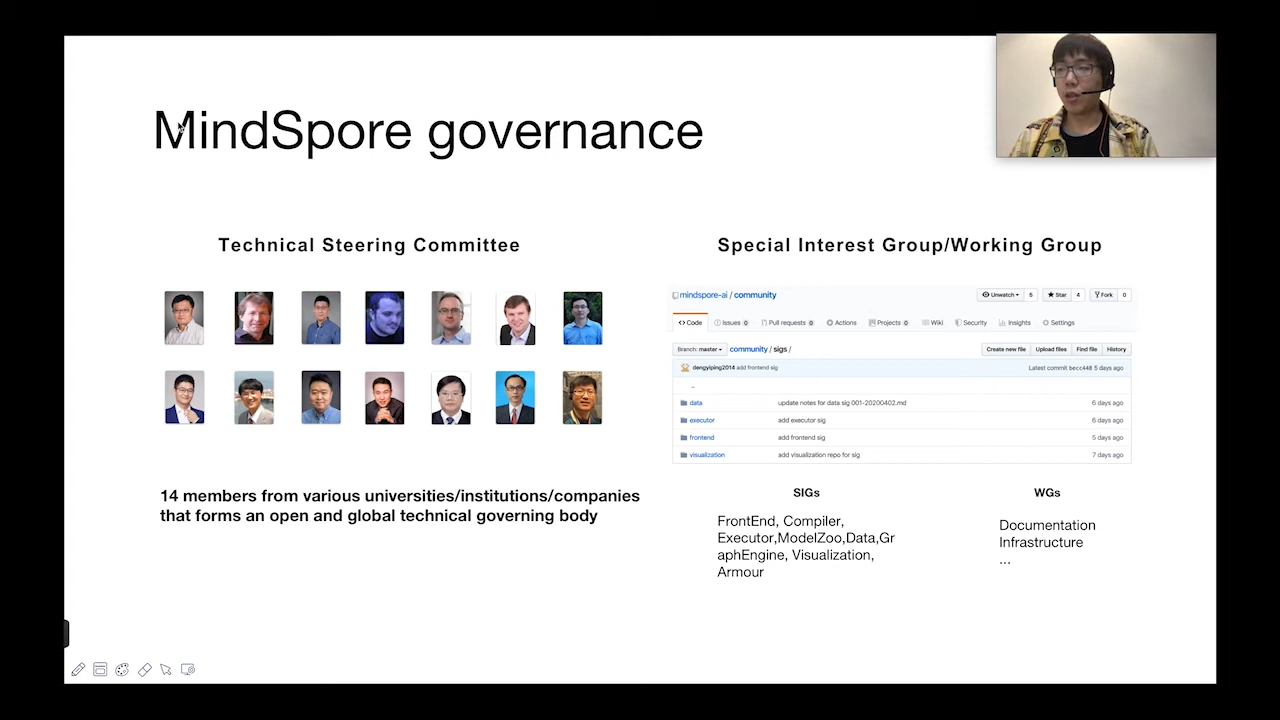 MindSpore governance
Technical Steering Committee
14 members from various universities/institutions/companies
that forms an open and global technical governing body
Special Interest Group/Working Group
mindspore-ai / community
Unwatch 5 Star 4 Fork 0
Code Issues 0 Pull requests 0 Actions Projects 0 Wiki Security Insights Settings
Branch: master community / sigs / Create new file Upload files Find file History
dengyiping2014 add frontend sig Latest commit becc448 5 days ago
..
data update notes for data sig 001-20200402.md 6 days ago
executor add executor sig 6 days ago
frontend add frontend sig 5 days ago
visualization add visualization repo for sig 7 days ago
SIGs
FrontEnd, Compiler,
Executor,ModelZoo,Data,Gr
aphEngine, Visualization,
Armour
WGs
Documentation
Infrastructure
...